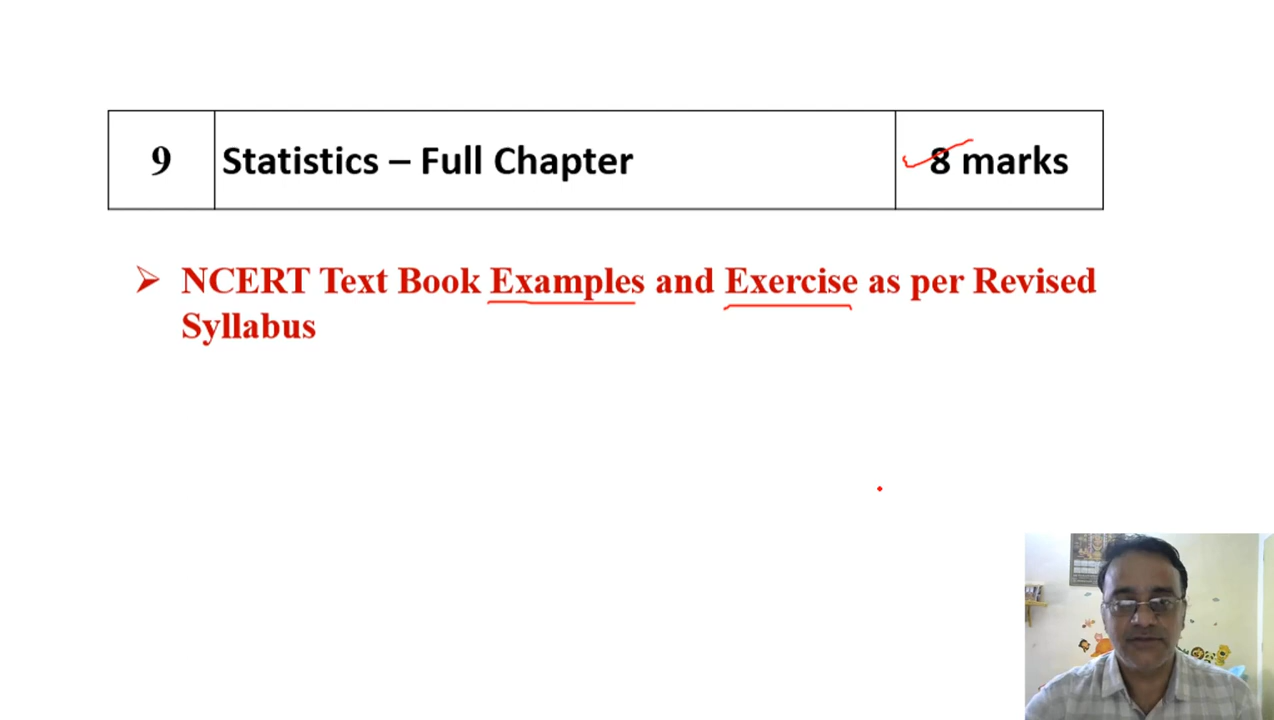 9 Statistics – Full Chapter 8 marks
NCERT Text Book Examples and Exercise as per Revised
Syllabus